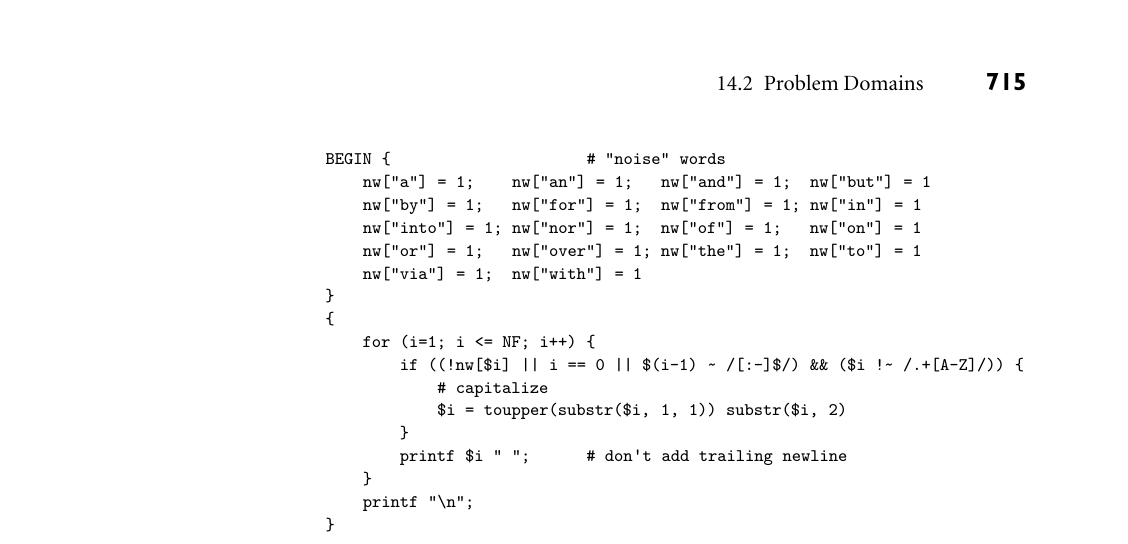 14.2 Problem Domains 715
BEGIN {                     # "noise" words
    nw["a"] = 1;    nw["an"] = 1;   nw["and"] = 1;  nw["but"] = 1
    nw["by"] = 1;   nw["for"] = 1;  nw["from"] = 1; nw["in"] = 1
    nw["into"] = 1; nw["nor"] = 1;  nw["of"] = 1;   nw["on"] = 1
    nw["or"] = 1;   nw["over"] = 1; nw["the"] = 1;  nw["to"] = 1
    nw["via"] = 1;  nw["with"] = 1
}
{
    for (i=1; i <= NF; i++) {
        if ((!nw[$i] || i == 0 || $(i-1) ~ /[:-]$/) && ($i !~ /.+[A-Z]/)) {
            # capitalize
            $i = toupper(substr($i, 1, 1)) substr($i, 2)
        }
        printf $i " ";      # don't add trailing newline
    }
    printf "\n";
}